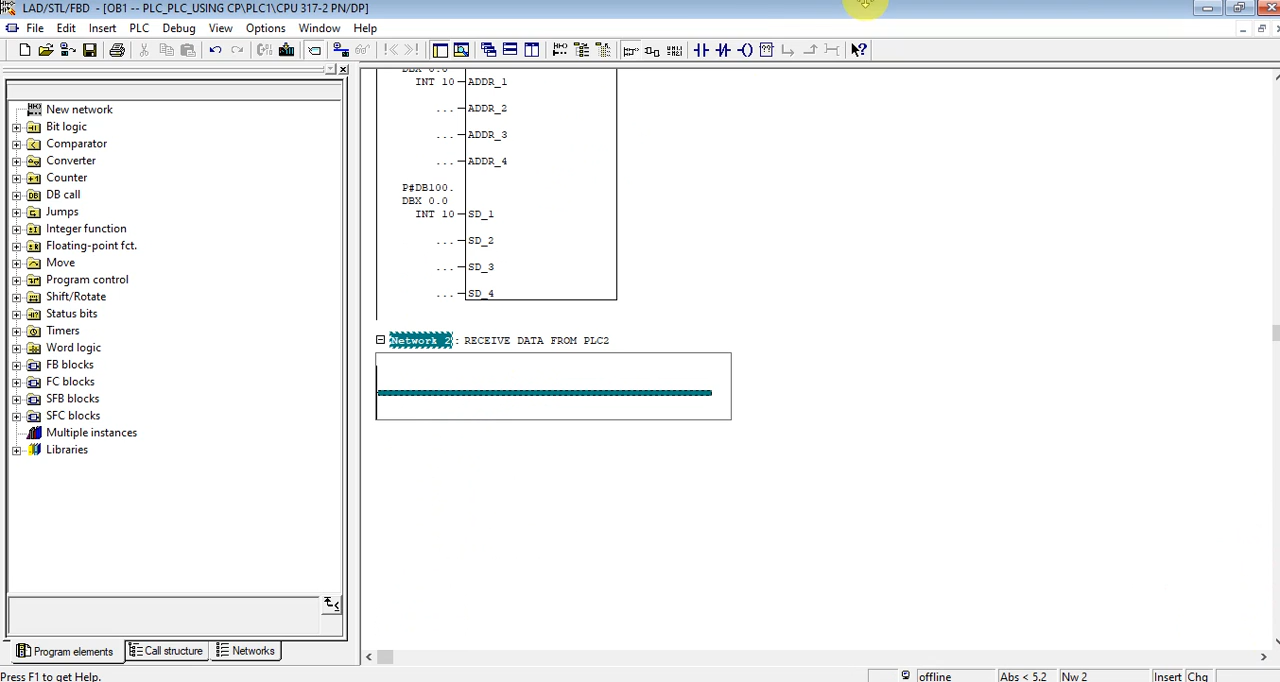 LAD/STL/FBD - [OB1 -- PLC_PLC_USING CP\PLC1\CPU 317-2 PN/DP]
File Edit Insert PLC Debug View Options Window Help
New network
Bit logic
Comparator
Converter
Counter
DB call
Jumps
Integer function
Floating-point fct.
Move
Program control
Shift/Rotate
Status bits
Timers
Word logic
FB blocks
FC blocks
SFB blocks
SFC blocks
Multiple instances
Libraries
Program elements Call structure Networks
DBX 0.0
INT 10 ADDR_1
... ADDR_2
... ADDR_3
... ADDR_4
P#DB100.
DBX 0.0
INT 10 SD_1
... SD_2
... SD_3
... SD_4
Network 2 : RECEIVE DATA FROM PLC2
Press F1 to get Help.
offline Abs < 5.2 Nw 2 Insert Chg